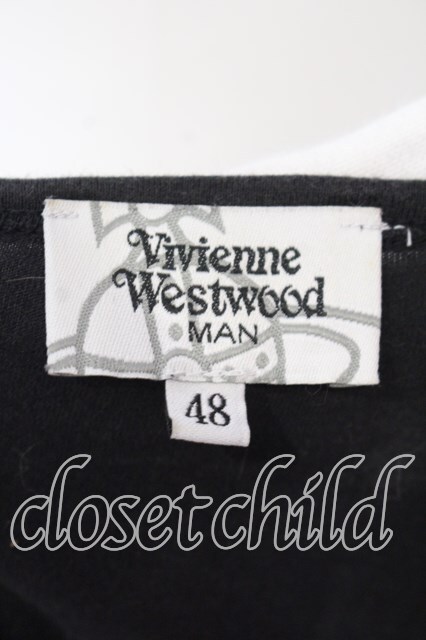 Vivienne
Westwood
MAN
48
closet child